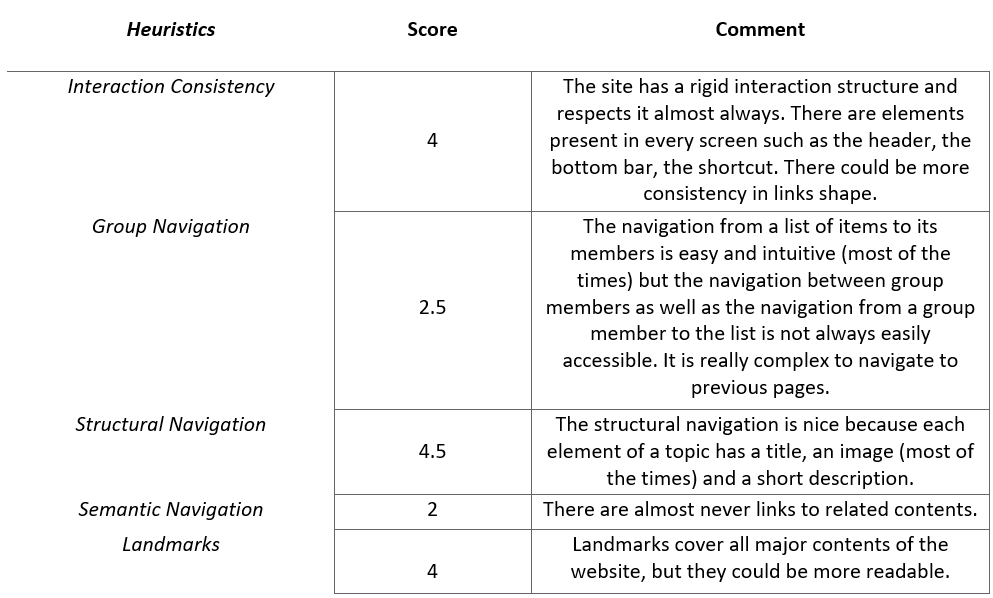 Heuristics Score Comment
Interaction Consistency
4
The site has a rigid interaction structure and
respects it almost always. There are elements
present in every screen such as the header, the
bottom bar, the shortcut. There could be more
consistency in links shape.
Group Navigation
2.5
The navigation from a list of items to its
members is easy and intuitive (most of the
times) but the navigation between group
members as well as the navigation from a group
member to the list is not always easily
accessible. It is really complex to navigate to
previous pages.
Structural Navigation
4.5
The structural navigation is nice because each
element of a topic has a title, an image (most of
the times) and a short description.
Semantic Navigation
2
There are almost never links to related contents.
Landmarks
4
Landmarks cover all major contents of the
website, but they could be more readable.